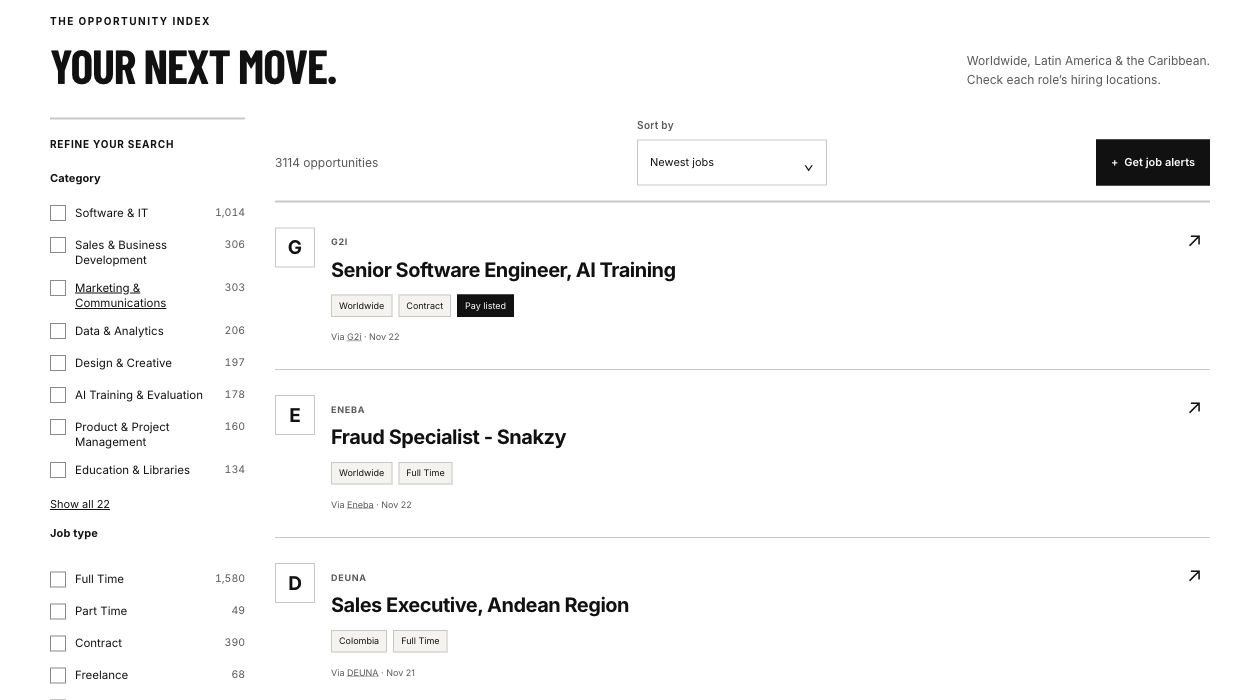 THE OPPORTUNITY INDEX
YOUR NEXT MOVE.
Worldwide, Latin America & the Caribbean.
Check each role’s hiring locations.
REFINE YOUR SEARCH
Category
Software & IT 1,014
Sales & Business 306
Development
Marketing & 303
Communications
Data & Analytics 206
Design & Creative 197
AI Training & Evaluation 178
Product & Project 160
Management
Education & Libraries 134
Show all 22
Job type
Full Time 1,580
Part Time 49
Contract 390
Freelance 68
3114 opportunities
Sort by
Newest jobs
+ Get job alerts
G
G2I
Senior Software Engineer, AI Training
Worldwide Contract Pay listed
Via G2i · Nov 22
E
ENEBA
Fraud Specialist - Snakzy
Worldwide Full Time
Via Eneba · Nov 22
D
DEUNA
Sales Executive, Andean Region
Colombia Full Time
Via DEUNA · Nov 21